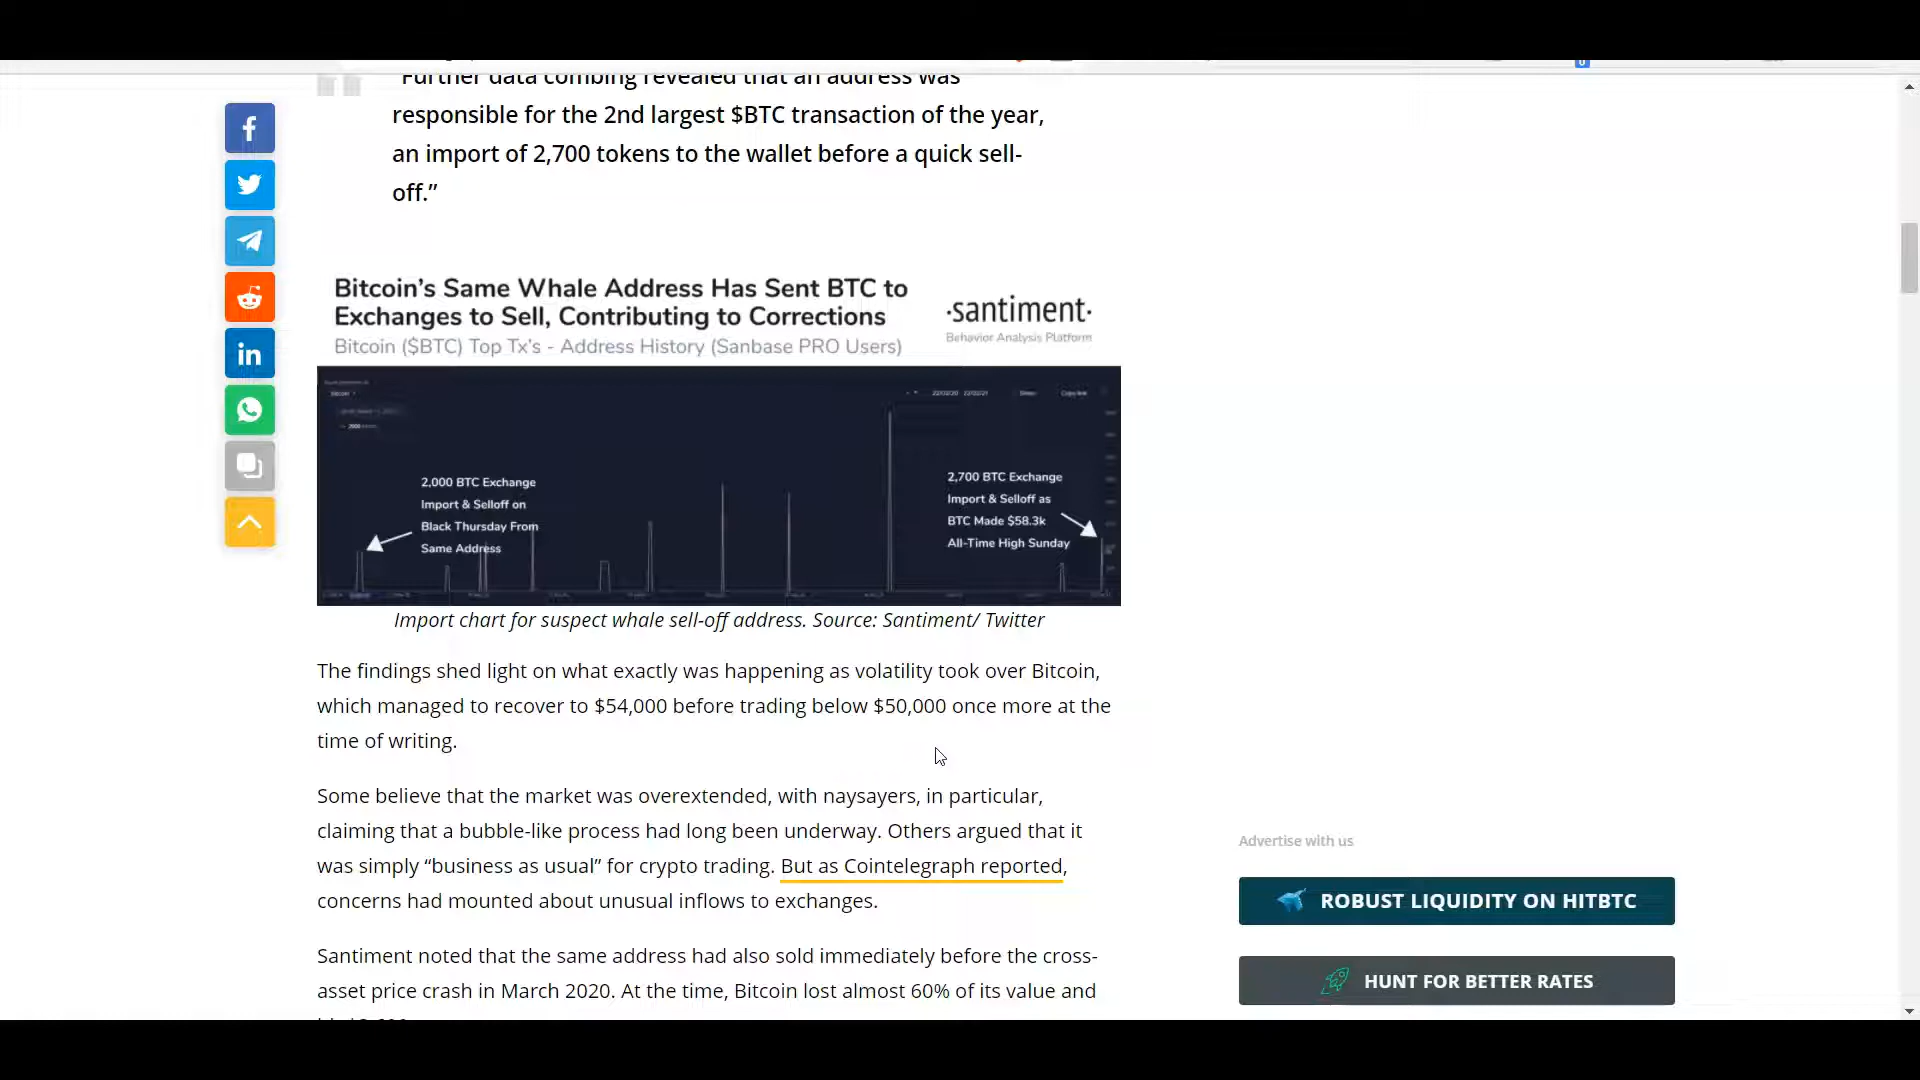 "Further data combing revealed that an address was
responsible for the 2nd largest $BTC transaction of the year,
an import of 2,700 tokens to the wallet before a quick sell-
off.”
Bitcoin’s Same Whale Address Has Sent BTC to
Exchanges to Sell, Contributing to Corrections
Bitcoin ($BTC) Top Tx’s - Address History (Sanbase PRO Users)
·santiment·
Behavior Analysis Platform
2,000 BTC Exchange
Import & Selloff on
Black Thursday From
Same Address
2,700 BTC Exchange
Import & Selloff as
BTC Made $58.3k
All-Time High Sunday
Import chart for suspect whale sell-off address. Source: Santiment/ Twitter
The findings shed light on what exactly was happening as volatility took over Bitcoin,
which managed to recover to $54,000 before trading below $50,000 once more at the
time of writing.
Some believe that the market was overextended, with naysayers, in particular,
claiming that a bubble-like process had long been underway. Others argued that it
was simply “business as usual” for crypto trading. But as Cointelegraph reported,
concerns had mounted about unusual inflows to exchanges.
Santiment noted that the same address had also sold immediately before the cross-
asset price crash in March 2020. At the time, Bitcoin lost almost 60% of its value and
Advertise with us
ROBUST LIQUIDITY ON HITBTC
HUNT FOR BETTER RATES